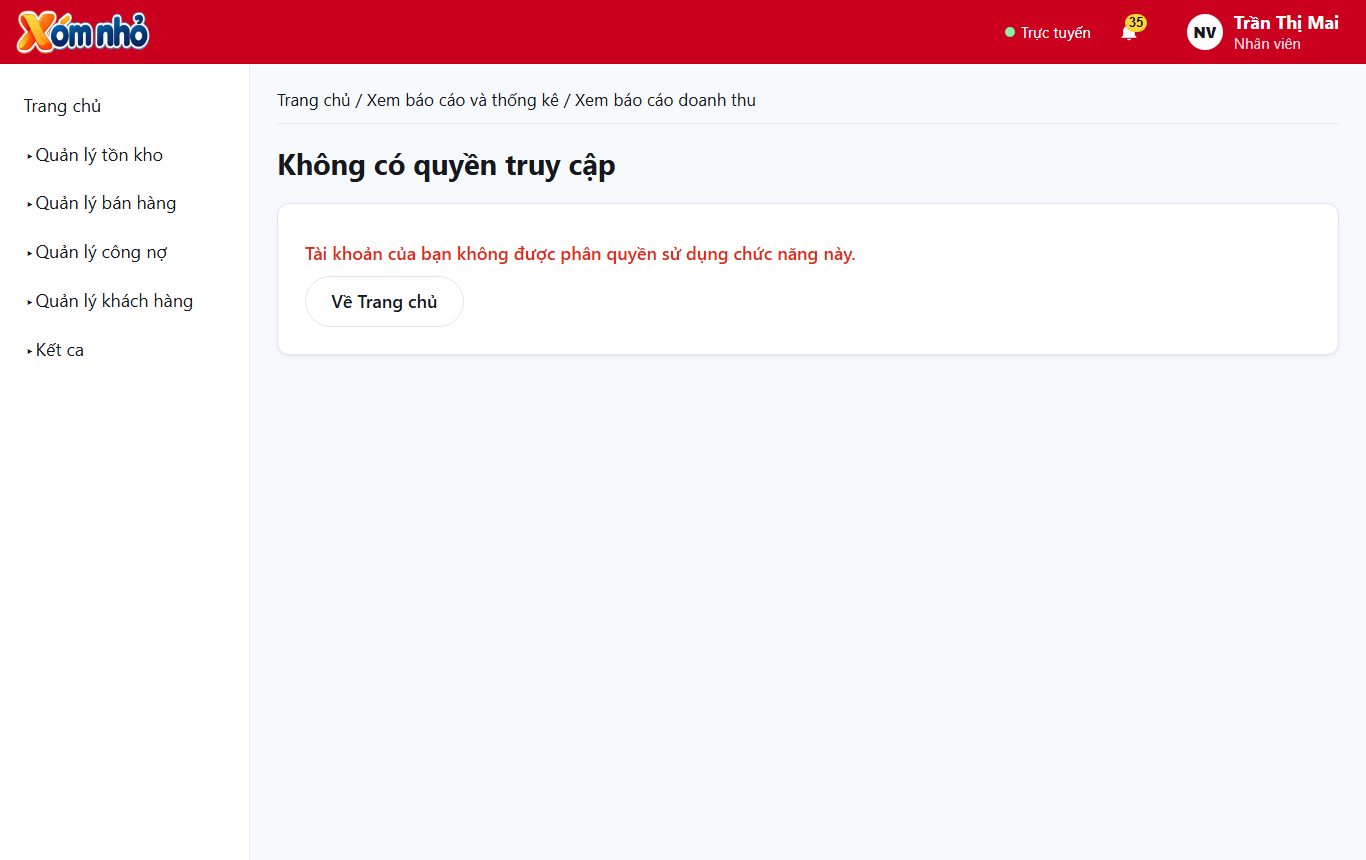 Xóm nhỏ
Trực tuyến
35
NV
Trần Thị Mai
Nhân viên
Trang chủ
Quản lý tồn kho
Quản lý bán hàng
Quản lý công nợ
Quản lý khách hàng
Kết ca
Trang chủ / Xem báo cáo và thống kê / Xem báo cáo doanh thu
Không có quyền truy cập
Tài khoản của bạn không được phân quyền sử dụng chức năng này.
Về Trang chủ